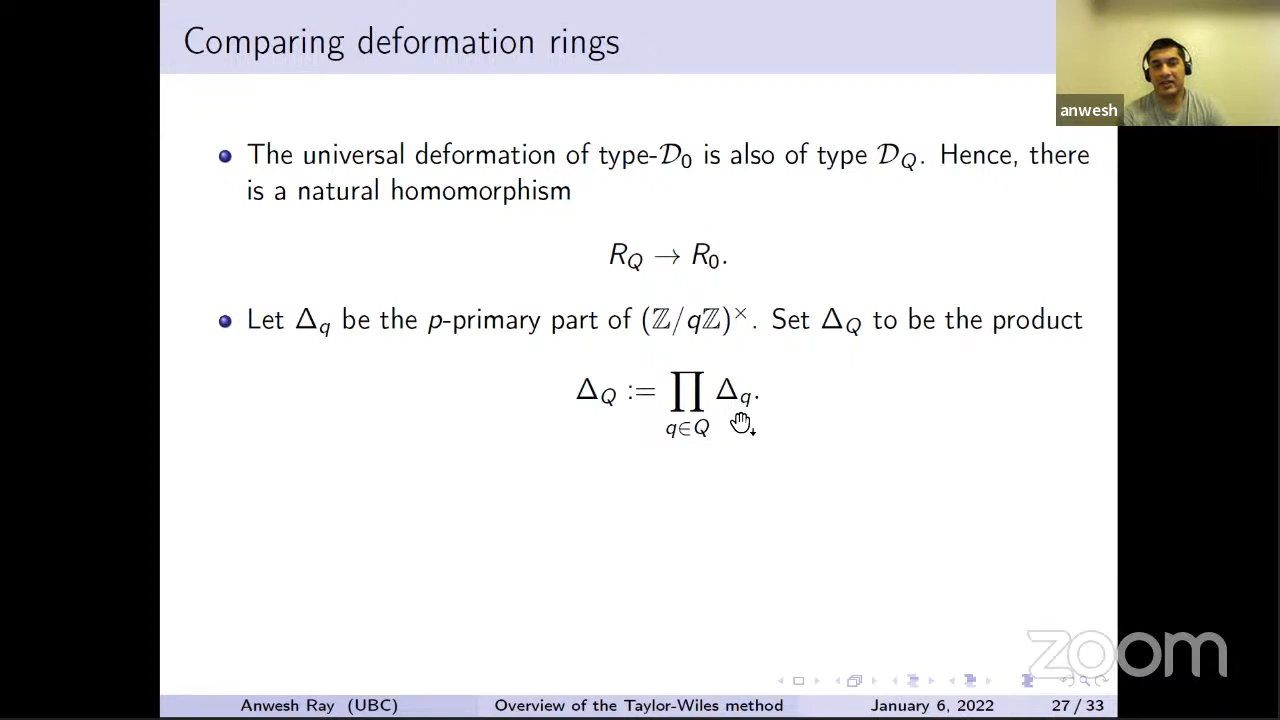 Comparing deformation rings
anwesh
The universal deformation of type-𝒟₀ is also of type 𝒟_Q. Hence, there
is a natural homomorphism
R_Q → R₀.
Let Δ_q be the p-primary part of (ℤ/qℤ)^×. Set Δ_Q to be the product
Δ_Q := ∏_{q∈Q} Δ_q.
zoom
Anwesh Ray (UBC) Overview of the Taylor-Wiles method January 6, 2022 27 / 33